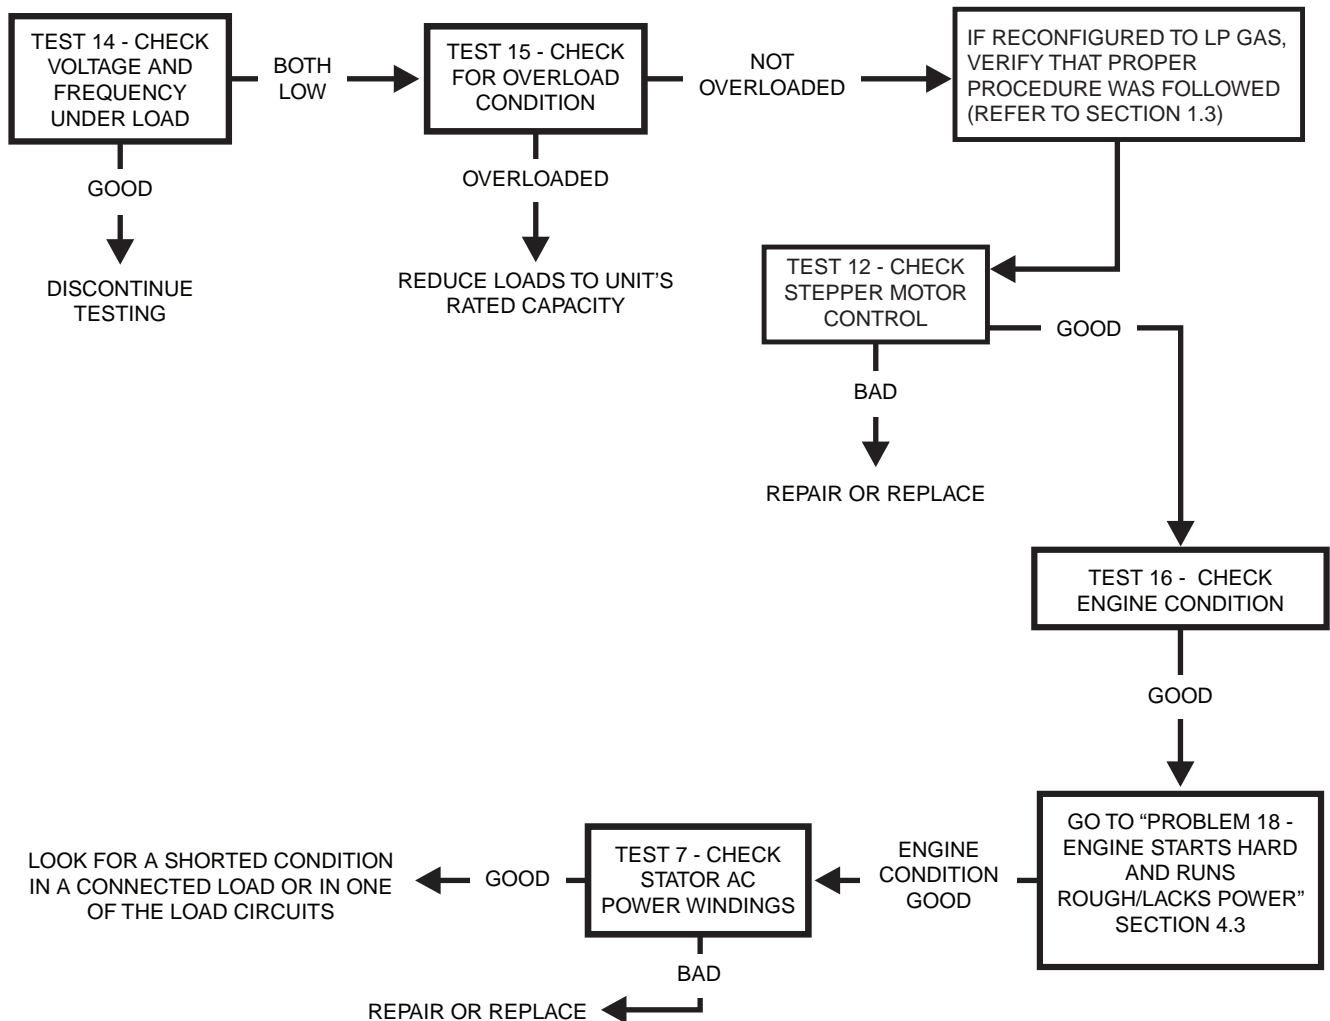 TEST 14 - CHECK
VOLTAGE AND
FREQUENCY
UNDER LOAD
BOTH
LOW
TEST 15 - CHECK
FOR OVERLOAD
CONDITION
NOT
OVERLOADED
IF RECONFIGURED TO LP GAS,
VERIFY THAT PROPER
PROCEDURE WAS FOLLOWED
(REFER TO SECTION 1.3)
GOOD
DISCONTINUE
TESTING
OVERLOADED
REDUCE LOADS TO UNIT’S
RATED CAPACITY
TEST 12 - CHECK
STEPPER MOTOR
CONTROL
GOOD
BAD
REPAIR OR REPLACE
TEST 16 -  CHECK
ENGINE CONDITION
GOOD
GO TO “PROBLEM 18 -
ENGINE STARTS HARD
AND RUNS
ROUGH/LACKS POWER”
SECTION 4.3
ENGINE
CONDITION
GOOD
TEST 7 - CHECK
STATOR AC
POWER WINDINGS
GOOD
LOOK FOR A SHORTED CONDITION
IN A CONNECTED LOAD OR IN ONE
OF THE LOAD CIRCUITS
BAD
REPAIR OR REPLACE